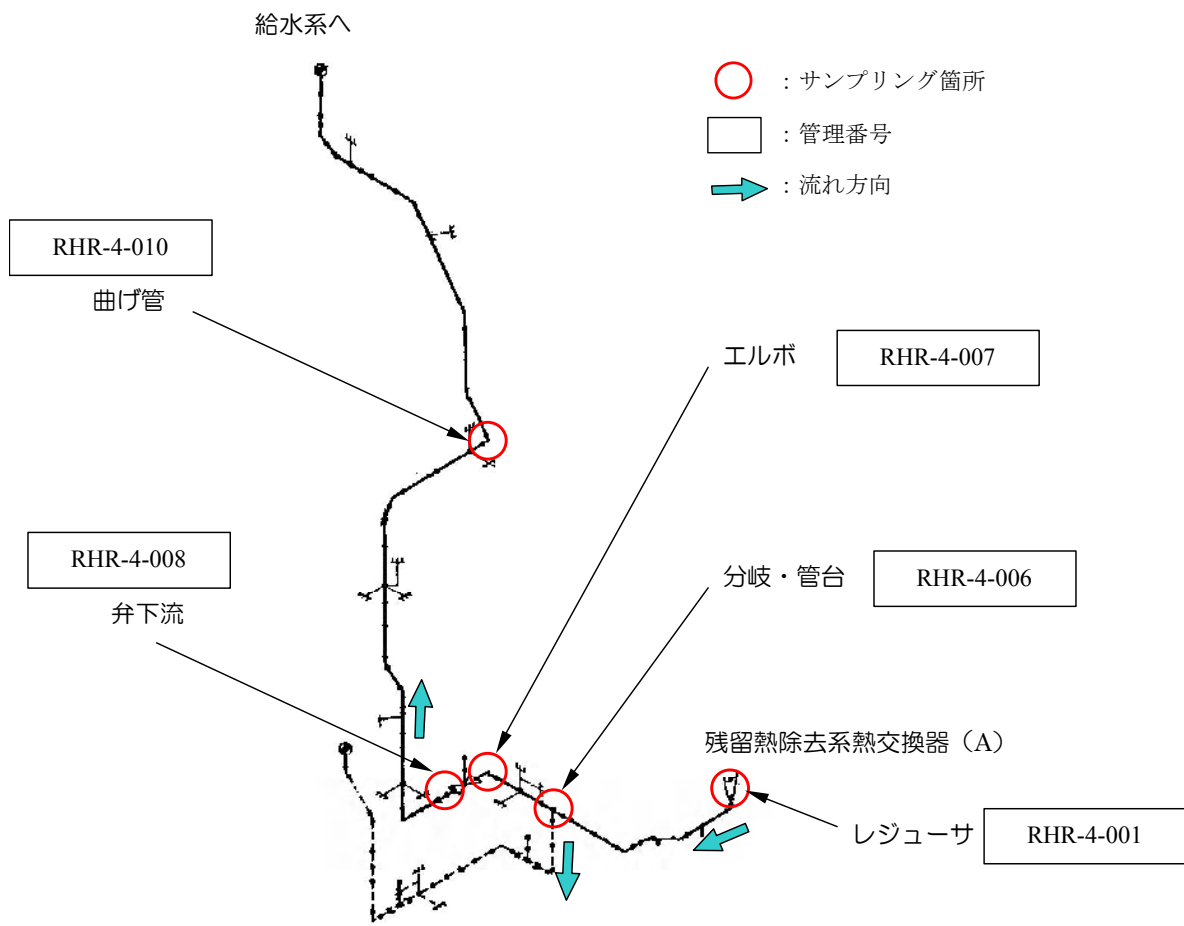 給水系へ
：サンプリング箇所
：管理番号
：流れ方向
RHR-4-010
曲げ管
エルボ
RHR-4-007
RHR-4-008
弁下流
分岐・管台
RHR-4-006
残留熱除去系熱交換器（A）
レジューサ
RHR-4-001